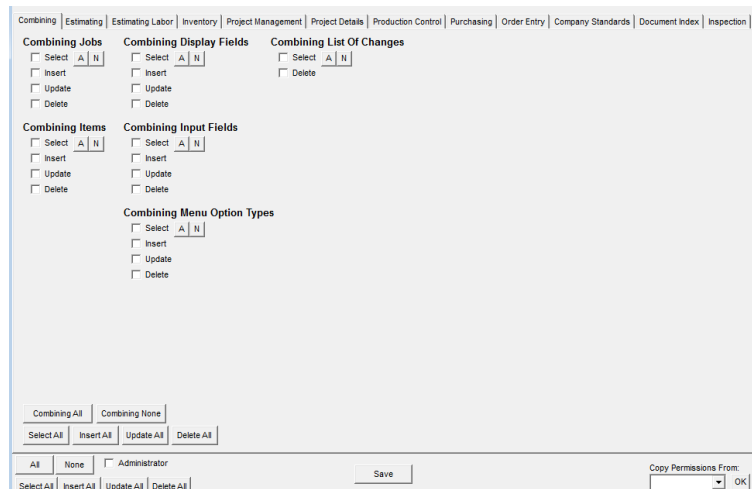 Combining Estimating Estimating Labor Inventory Project Management Project Details Production Control Purchasing Order Entry Company Standards Document Index Inspection
Combining Jobs Combining Display Fields Combining List Of Changes
Select A N Select A N Select A N
Insert Insert Delete
Update Update
Delete Delete
Combining Items Combining Input Fields
Select A N Select A N
Insert Insert
Update Update
Delete Delete
Combining Menu Option Types
Select A N
Insert
Update
Delete
Combining All Combining None
Select All Insert All Update All Delete All
All None Administrator Save Copy Permissions From:
Select All Insert All Update All Delete All OK